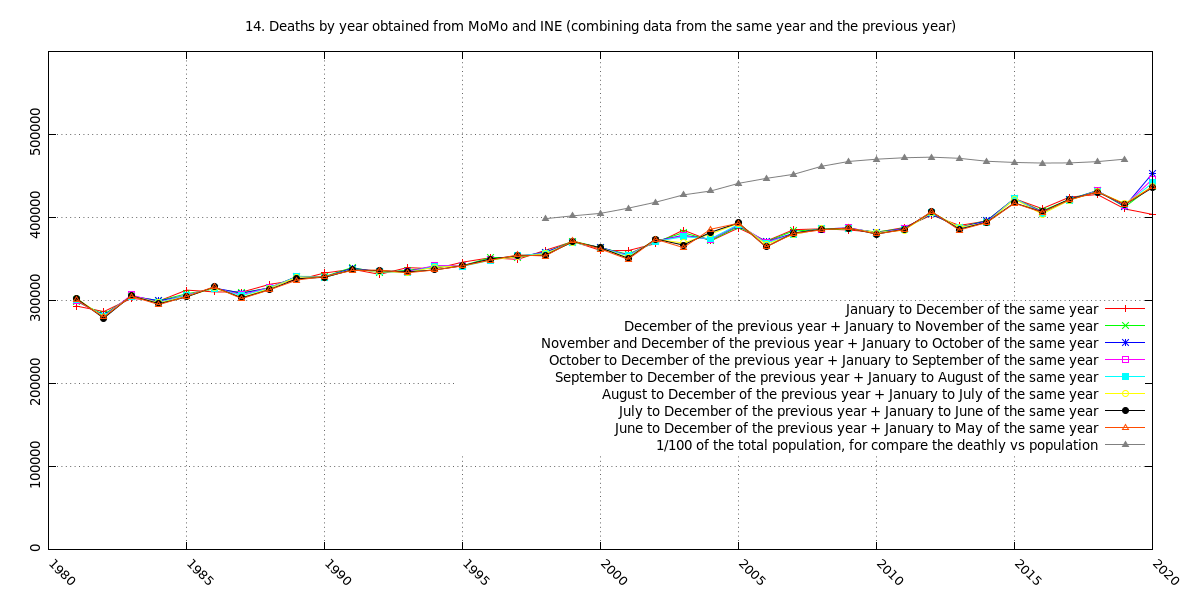 14. Deaths by year obtained from MoMo and INE (combining data from the same year and the previous year)
500000
400000
300000
200000
100000
0
January to December of the same year
December of the previous year + January to November of the same year
November and December of the previous year + January to October of the same year
October to December of the previous year + January to September of the same year
September to December of the previous year + January to August of the same year
August to December of the previous year + January to July of the same year
July to December of the previous year + January to June of the same year
June to December of the previous year + January to May of the same year
1/100 of the total population, for compare the deathly vs population
1980 1985 1990 1995 2000 2005 2010 2015 2020